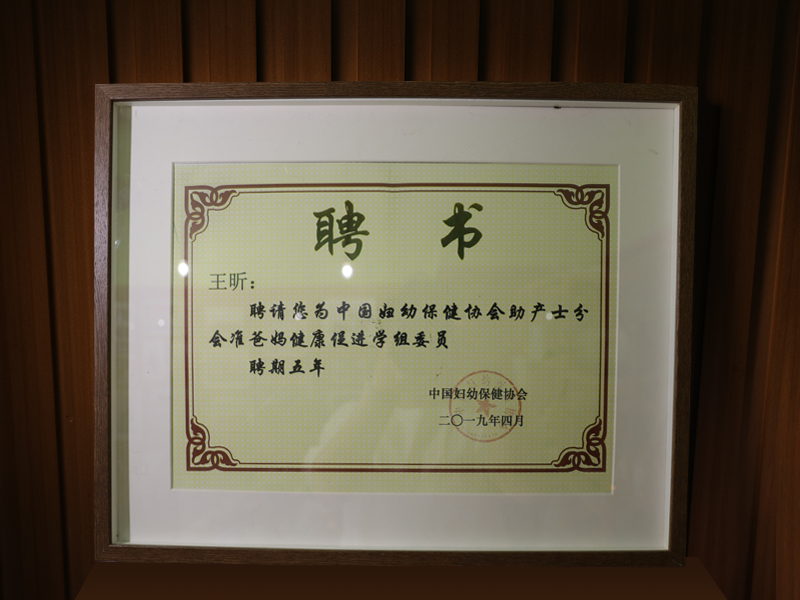 聘 书
王昕：
聘请您为中国妇幼保健协会助产士分
会准爸妈健康促进学组委员
聘期五年
中国妇幼保健协会
二〇一九年四月